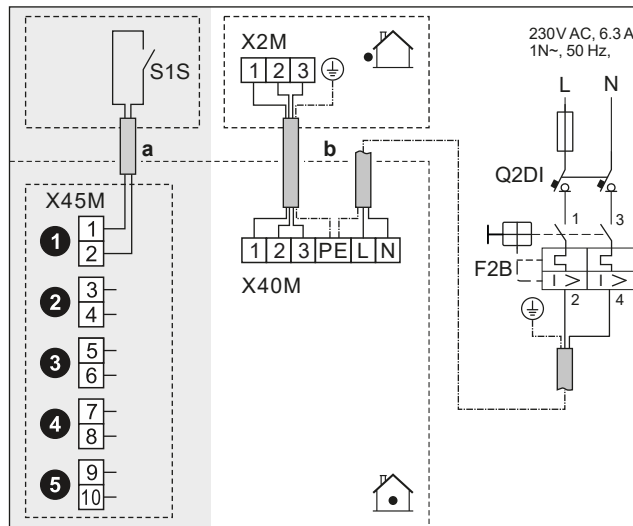 230V AC, 6.3 A
1N~, 50 Hz,
X2M
S1S
1 2 3
L N
a
b
Q2DI
X45M
1
1
2
1 3
2
3
4
1 2 3 PE L N
X40M
F2B
I > I >
2 4
3
5
6
4
7
8
5
9
10